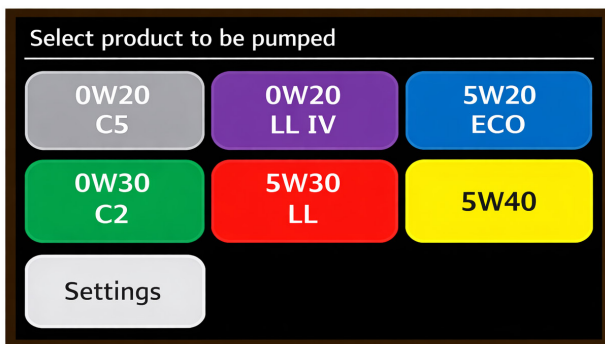 Select product to be pumped
0W20
C5
0W20
LL IV
5W20
ECO
0W30
C2
5W30
LL
5W40
Settings